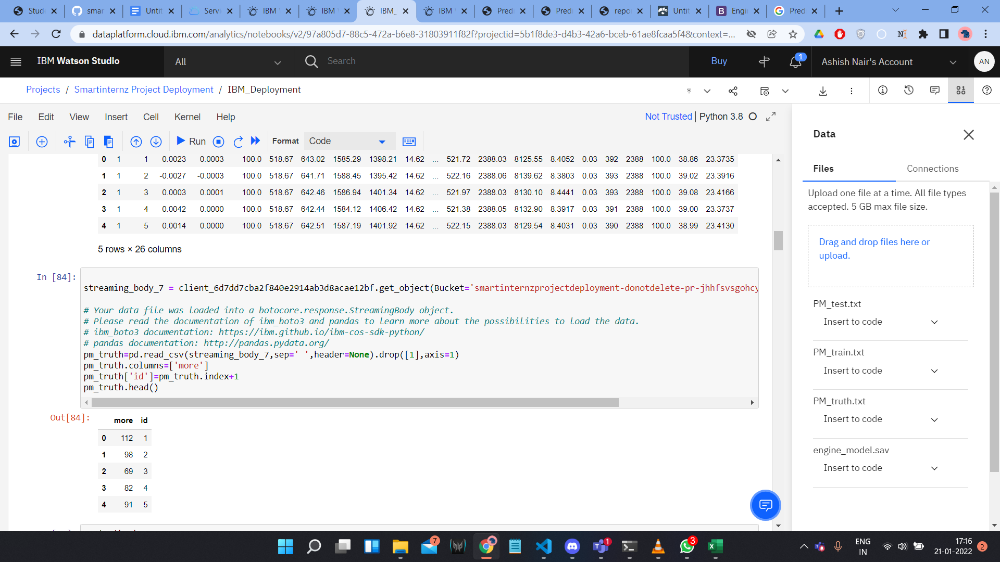 Stude
smar
Untit
Servi
IBM
IBM
IBM_
IBM
Predi
Predi
repo
Untit
Engi
Pred
dataplatform.cloud.ibm.com/analytics/notebooks/v2/97a805d7-88c5-472a-b6e8-31803911f82f?projectid=5b1f8de3-d4b3-42a6-bceb-61ae8fcaa5f4&context=...
IBM Watson Studio
All
Search
Buy
1
Ashish Nair's Account
AN
Projects / Smartinternz Project Deployment / IBM_Deployment
File Edit View Insert Cell Kernel Help
Not Trusted | Python 3.8
Run
Format
Code
0 1 1 0.0023 0.0003 100.0 518.67 643.02 1585.29 1398.21 14.62 ... 521.72 2388.03 8125.55 8.4052 0.03 392 2388 100.0 38.86 23.3735
1 1 2 -0.0027 -0.0003 100.0 518.67 641.71 1588.45 1395.42 14.62 ... 522.16 2388.06 8139.62 8.3803 0.03 393 2388 100.0 39.02 23.3916
2 1 3 0.0003 0.0001 100.0 518.67 642.46 1586.94 1401.34 14.62 ... 521.97 2388.03 8130.10 8.4441 0.03 393 2388 100.0 39.08 23.4166
3 1 4 0.0042 0.0000 100.0 518.67 642.44 1584.12 1406.42 14.62 ... 521.38 2388.05 8132.90 8.3917 0.03 391 2388 100.0 39.00 23.3737
4 1 5 0.0014 0.0000 100.0 518.67 642.51 1587.19 1401.92 14.62 ... 522.15 2388.03 8129.54 8.4031 0.03 390 2388 100.0 38.99 23.4130
5 rows × 26 columns
In [84]:
streaming_body_7 = client_6d7dd7cba2f840e2914ab3d8acae12bf.get_object(Bucket='smartinternzprojectdeployment-donotdelete-pr-jhhfsvsgohcy
# Your data file was loaded into a botocore.response.StreamingBody object.
# Please read the documentation of ibm_boto3 and pandas to learn more about the possibilities to load the data.
# ibm_boto3 documentation: https://ibm.github.io/ibm-cos-sdk-python/
# pandas documentation: http://pandas.pydata.org/
pm_truth=pd.read_csv(streaming_body_7,sep=' ',header=None).drop([1],axis=1)
pm_truth.columns=['more']
pm_truth['id']=pm_truth.index+1
pm_truth.head()
Out[84]:
more id
0 112 1
1 98 2
2 69 3
3 82 4
4 91 5
Data
Files
Connections
Upload one file at a time. All file types
accepted. 5 GB max file size.
Drag and drop files here or
upload.
PM_test.txt
Insert to code
PM_train.txt
Insert to code
PM_truth.txt
Insert to code
engine_model.sav
Insert to code
7
1
3
ENG
IN
17:16
21-01-2022
2